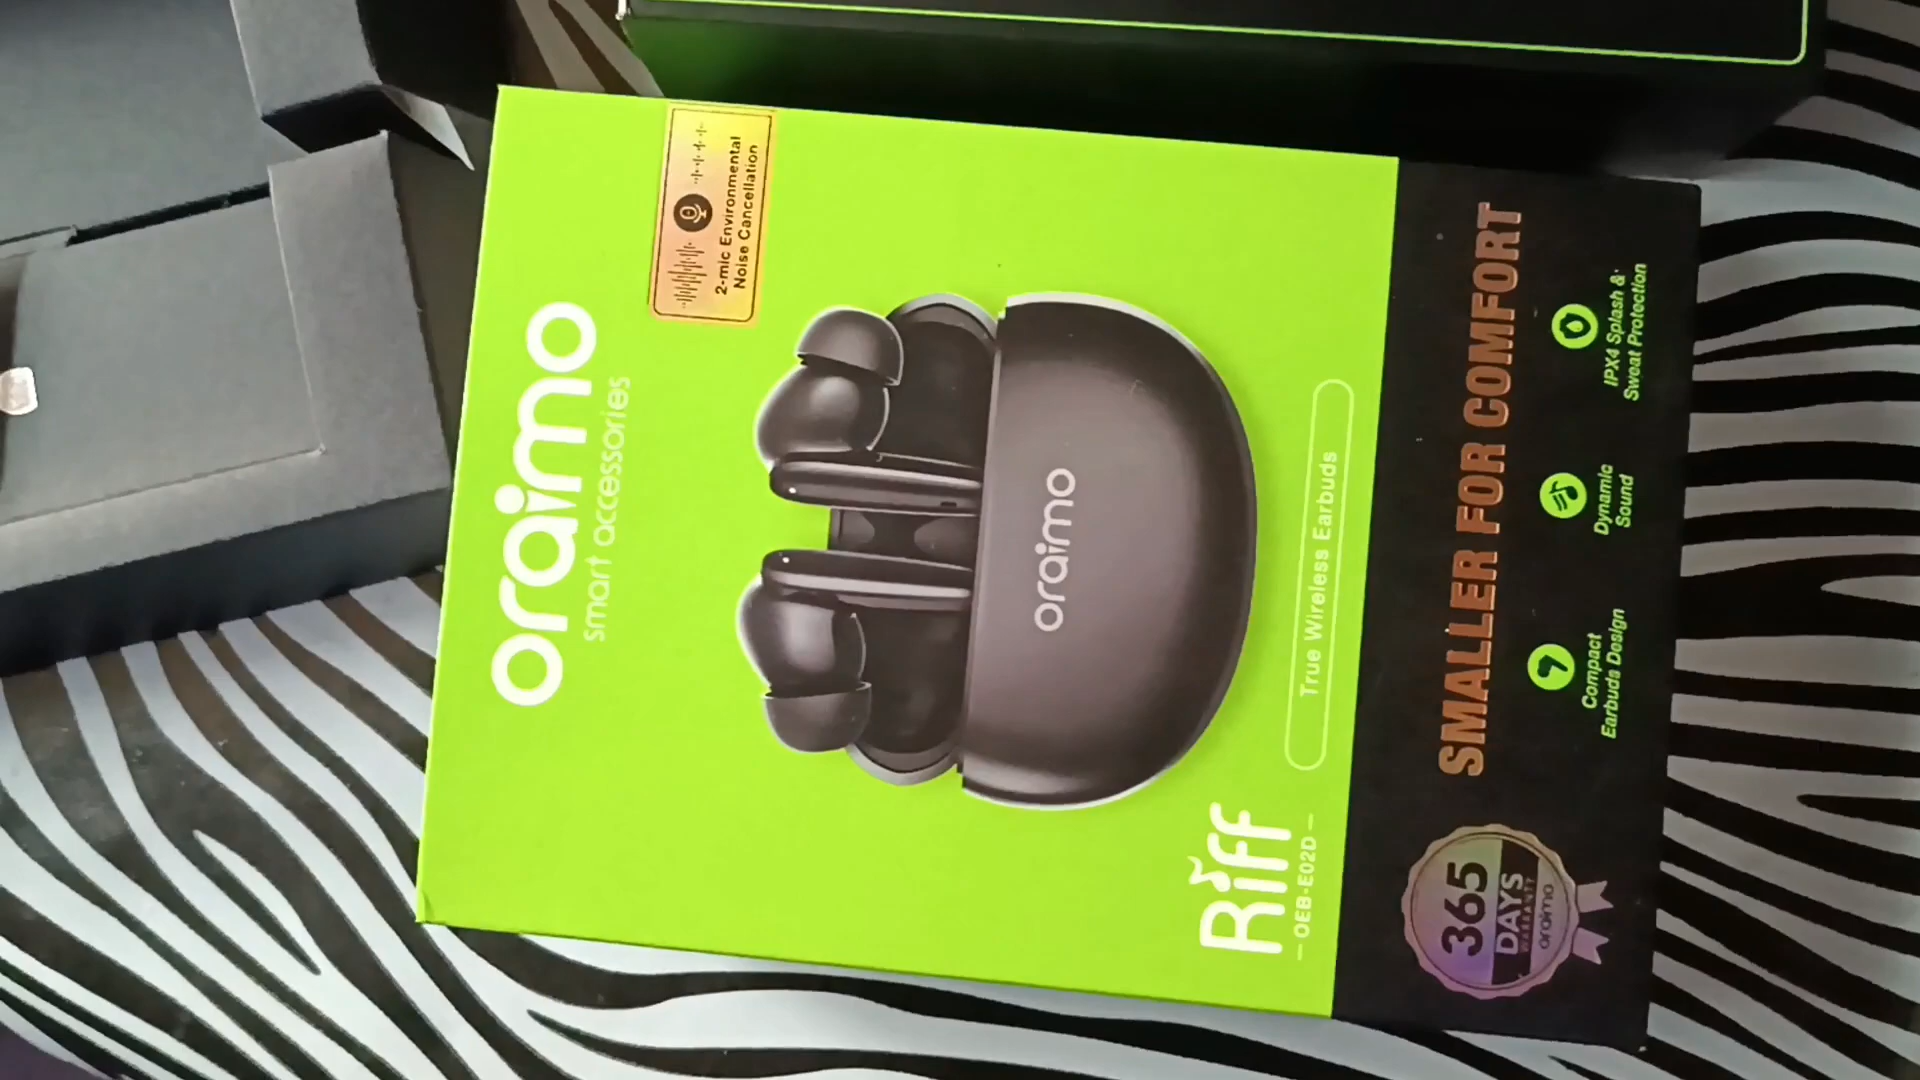 oraimo
smart accessories
2-mic Environmental
Noise Cancellation
oraimo
True Wireless Earbuds
Riff
— OEB-E02D —
SMALLER FOR COMFORT
Compact
Earbuds Design
Dynamic
Sound
IPX4 Splash &
Sweat Protection
365
DAYS
WARRANTY
oraimo